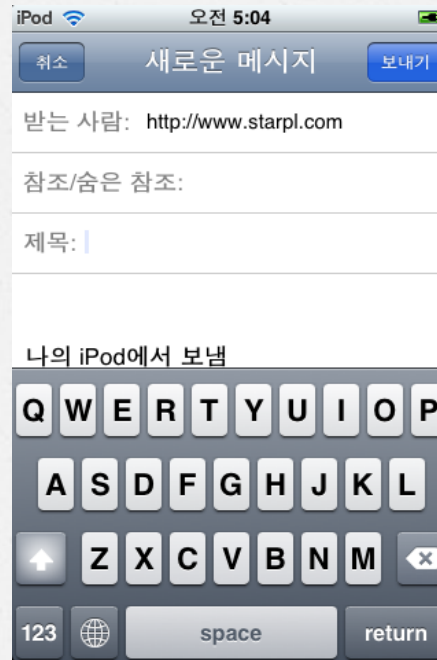 iPod 오전 5:04
취소 새로운 메시지 보내기
받는 사람: http://www.starpl.com
참조/숨은 참조:
제목:
나의 iPod에서 보냄
Q W E R T Y U I O P
A S D F G H J K L
Z X C V B N M
123 space return